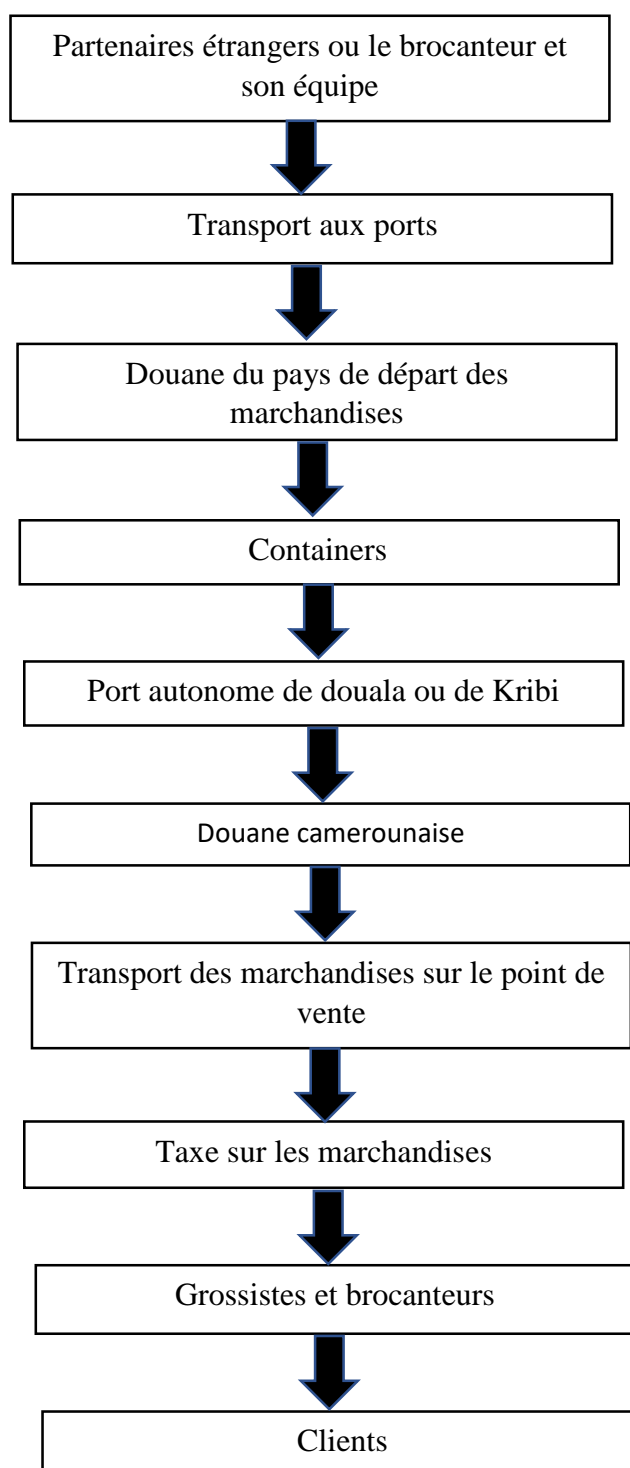 Partenaires étrangers ou le brocanteur et
son équipe
Transport aux ports
Douane du pays de départ des
marchandises
Containers
Port autonome de douala ou de Kribi
Douane camerounaise
Transport des marchandises sur le point de
vente
Taxe sur les marchandises
Grossistes et brocanteurs
Clients